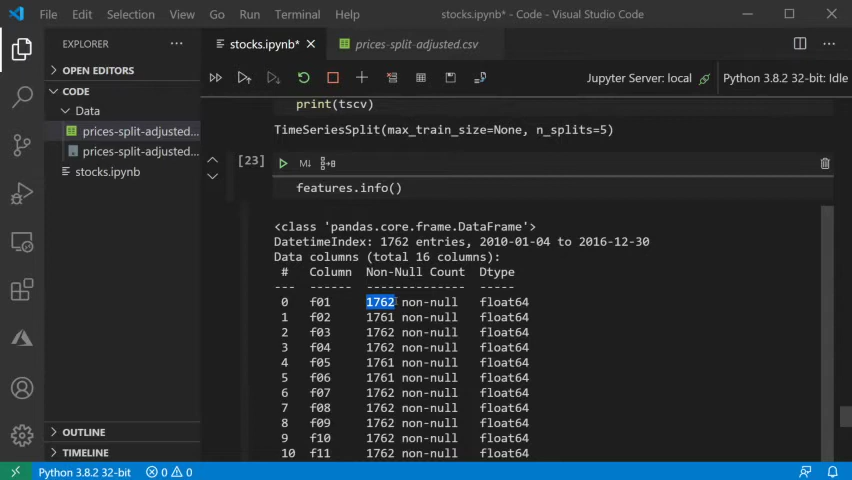 File Edit Selection View Go Run Terminal Help stocks.ipynb* - Code - Visual Studio Code
EXPLORER
stocks.ipynb*
prices-split-adjusted.csv
OPEN EDITORS
CODE
Data
prices-split-adjusted...
prices-split-adjusted...
stocks.ipynb
OUTLINE
TIMELINE
Jupyter Server: local Python 3.8.2 32-bit: Idle
print(tscv)
TimeSeriesSplit(max_train_size=None, n_splits=5)
[23] M↓
features.info()
<class 'pandas.core.frame.DataFrame'>
DatetimeIndex: 1762 entries, 2010-01-04 to 2016-12-30
Data columns (total 16 columns):
# Column Non-Null Count Dtype
--- ------ -------------- -----
0 f01 1762 non-null float64
1 f02 1761 non-null float64
2 f03 1762 non-null float64
3 f04 1762 non-null float64
4 f05 1761 non-null float64
5 f06 1761 non-null float64
6 f07 1762 non-null float64
7 f08 1762 non-null float64
8 f09 1762 non-null float64
9 f10 1762 non-null float64
10 f11 1762 non-null float64
Python 3.8.2 32-bit 0 0